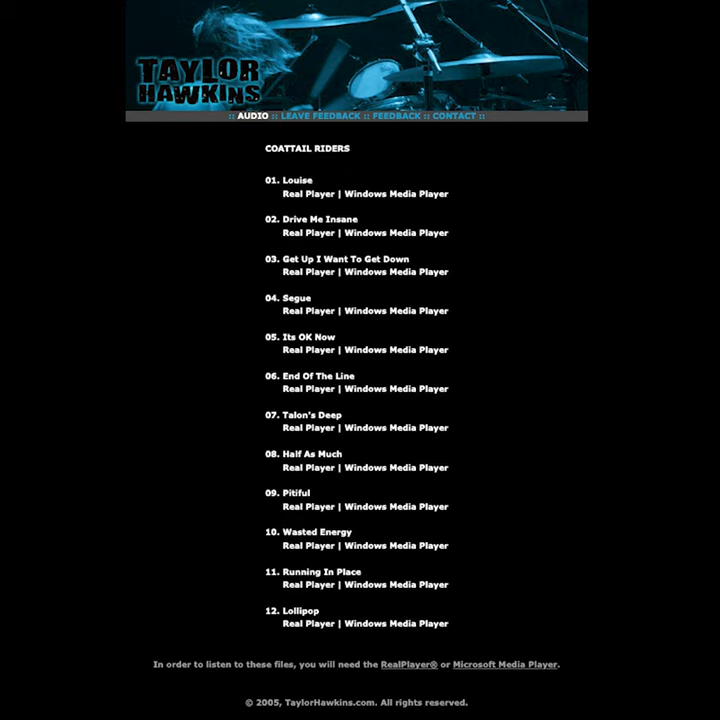 TAYLOR
HAWKINS
:: AUDIO :: LEAVE FEEDBACK :: FEEDBACK :: CONTACT ::
COATTAIL RIDERS
01. Louise
Real Player | Windows Media Player
02. Drive Me Insane
Real Player | Windows Media Player
03. Get Up I Want To Get Down
Real Player | Windows Media Player
04. Segue
Real Player | Windows Media Player
05. Its OK Now
Real Player | Windows Media Player
06. End Of The Line
Real Player | Windows Media Player
07. Talon's Deep
Real Player | Windows Media Player
08. Half As Much
Real Player | Windows Media Player
09. Pitiful
Real Player | Windows Media Player
10. Wasted Energy
Real Player | Windows Media Player
11. Running In Place
Real Player | Windows Media Player
12. Lollipop
Real Player | Windows Media Player
In order to listen to these files, you will need the RealPlayer® or Microsoft Media Player.
© 2005, TaylorHawkins.com. All rights reserved.